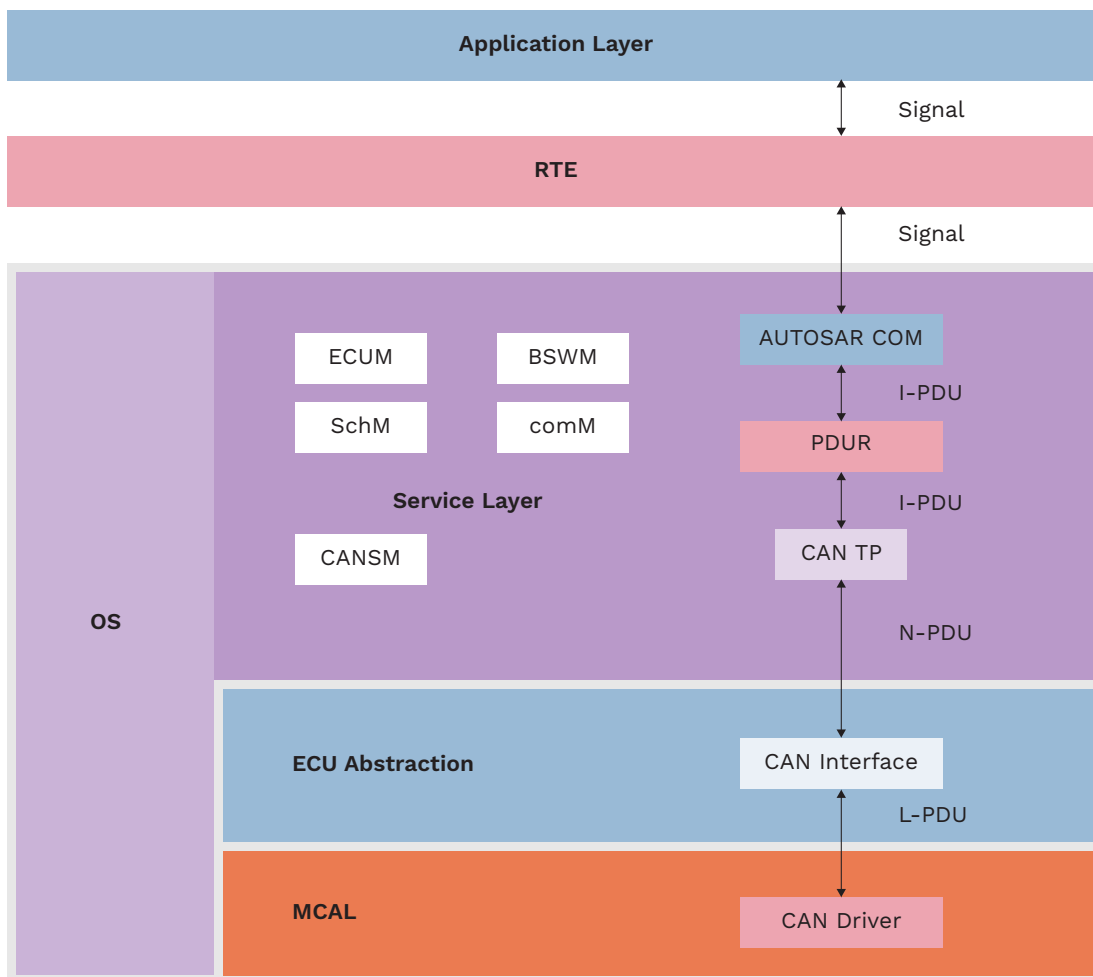 Application Layer
Signal
RTE
Signal
AUTOSAR COM
ECUM
BSWM
I-PDU
SchM
comM
PDUR
Service Layer
I-PDU
CANSM
CAN TP
OS
N-PDU
ECU Abstraction
CAN Interface
L-PDU
MCAL
CAN Driver